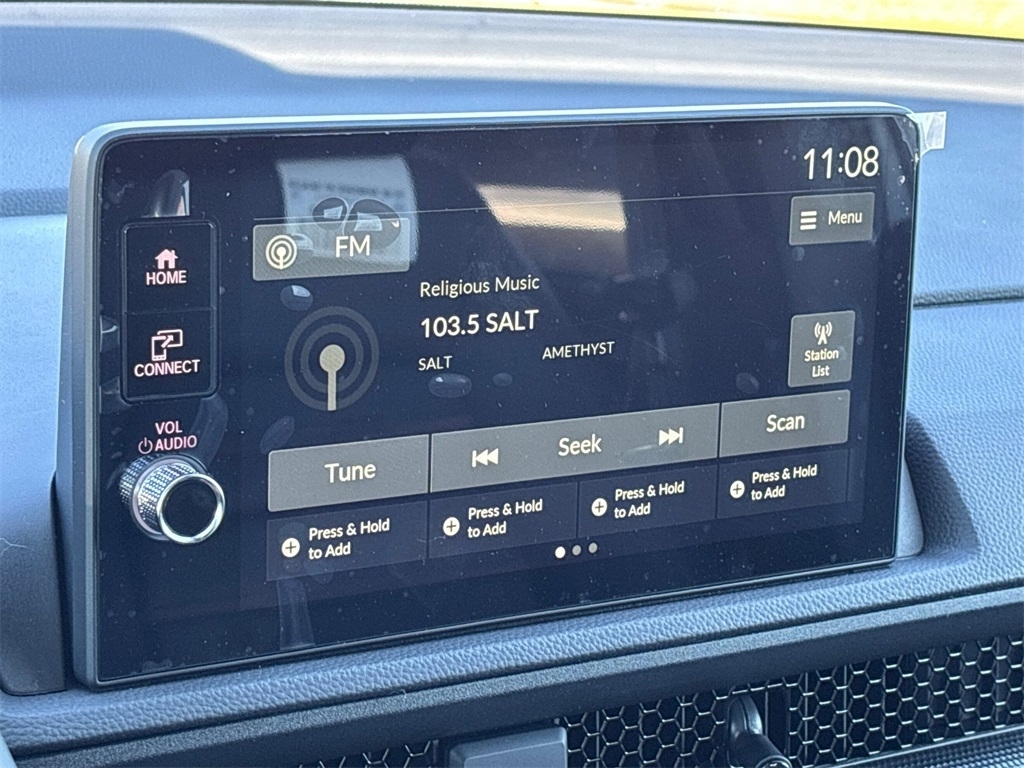 11:08
Menu
FM
HOME
Religious Music
103.5 SALT
SALT AMETHYST
Station
List
CONNECT
VOL
AUDIO
Tune
Seek
Scan
Press & Hold
to Add
Press & Hold
to Add
Press & Hold
to Add
Press & Hold
to Add